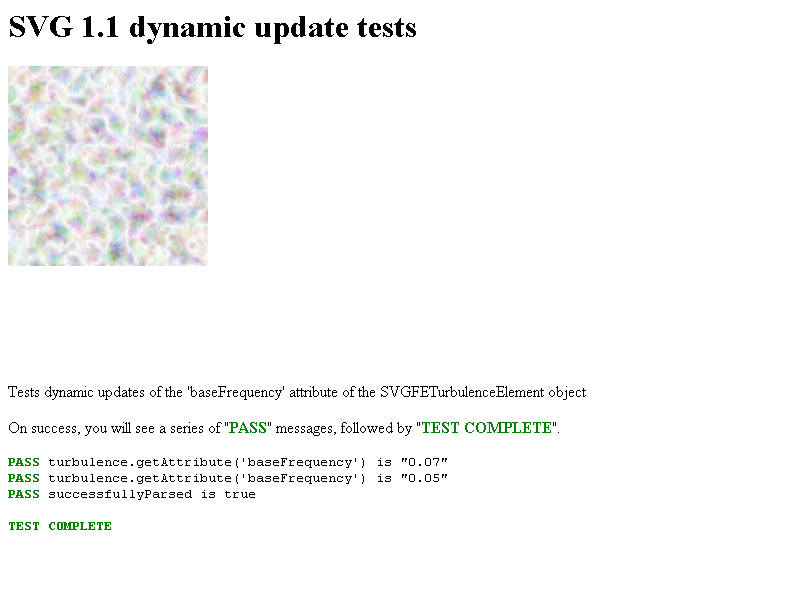 SVG 1.1 dynamic update tests
Tests dynamic updates of the 'baseFrequency' attribute of the SVGFETurbulenceElement object
On success, you will see a series of "PASS" messages, followed by "TEST COMPLETE".
PASS turbulence.getAttribute('baseFrequency') is "0.07"
PASS turbulence.getAttribute('baseFrequency') is "0.05"
PASS successfullyParsed is true
TEST COMPLETE